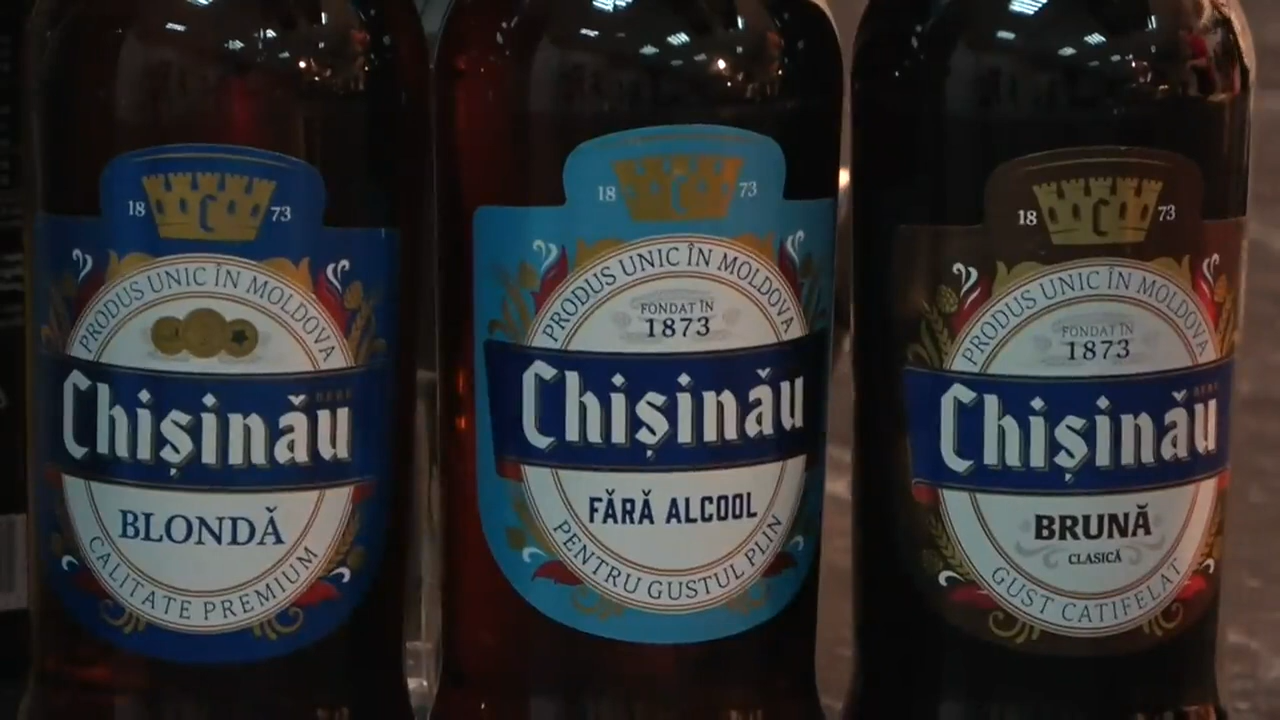 18 73
PRODUS UNIC ÎN MOLDOVA
Chișinău
BLONDĂ
CALITATE PREMIUM
18 73
PRODUS UNIC ÎN MOLDOVA
FONDAT ÎN
1873
Chișinău
FĂRĂ ALCOOL
PENTRU GUSTUL PLIN
18 C 73
PRODUS UNIC ÎN MOLDOVA
FONDAT ÎN
1873
Chișinău
BRUNĂ
CLASICĂ
GUST CATIFELAT